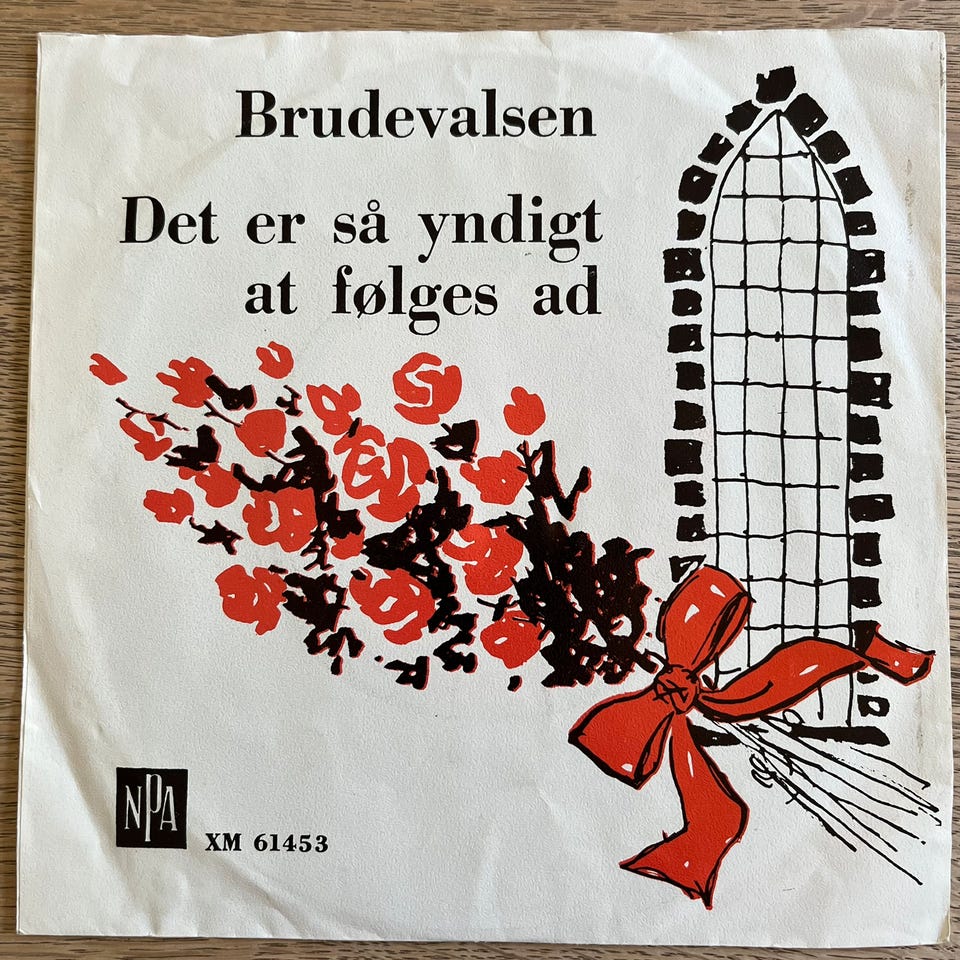 Brudevalsen
Det er så yndigt
at følges ad
NPA
XM 61453